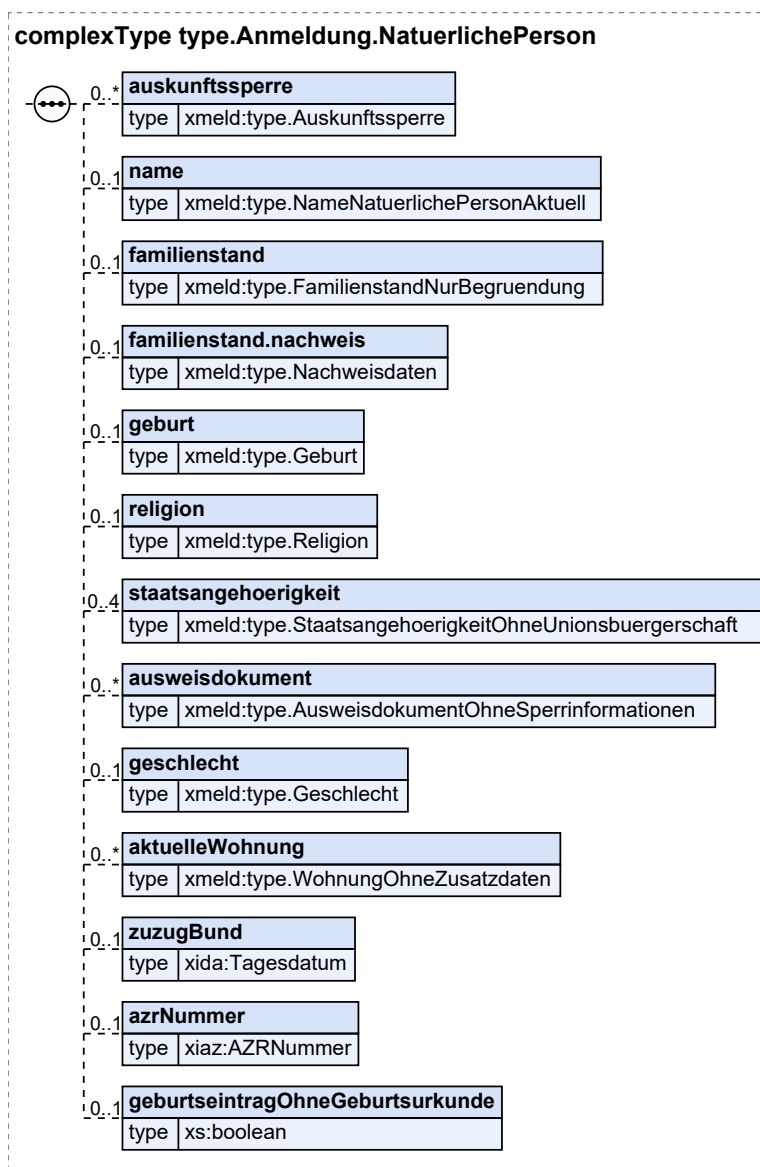 complexType type.Anmeldung.NatuerlichePerson
0..* auskunftssperre
type xmeld:type.Auskunftssperre
0..1 name
type xmeld:type.NameNatuerlichePersonAktuell
0..1 familienstand
type xmeld:type.FamilienstandNurBegruendung
0..1 familienstand.nachweis
type xmeld:type.Nachweisdaten
0..1 geburt
type xmeld:type.Geburt
0..1 religion
type xmeld:type.Religion
0..4 staatsangehoerigkeit
type xmeld:type.StaatsangehoerigkeitOhneUnionsbuergerschaft
0..* ausweisdokument
type xmeld:type.AusweisdokumentOhneSperrinformationen
0..1 geschlecht
type xmeld:type.Geschlecht
0..* aktuelleWohnung
type xmeld:type.WohnungOhneZusatzdaten
0..1 zuzugBund
type xida:Tagesdatum
0..1 azrNummer
type xiaz:AZRNummer
0..1 geburtseintragOhneGeburtsurkunde
type xs:boolean